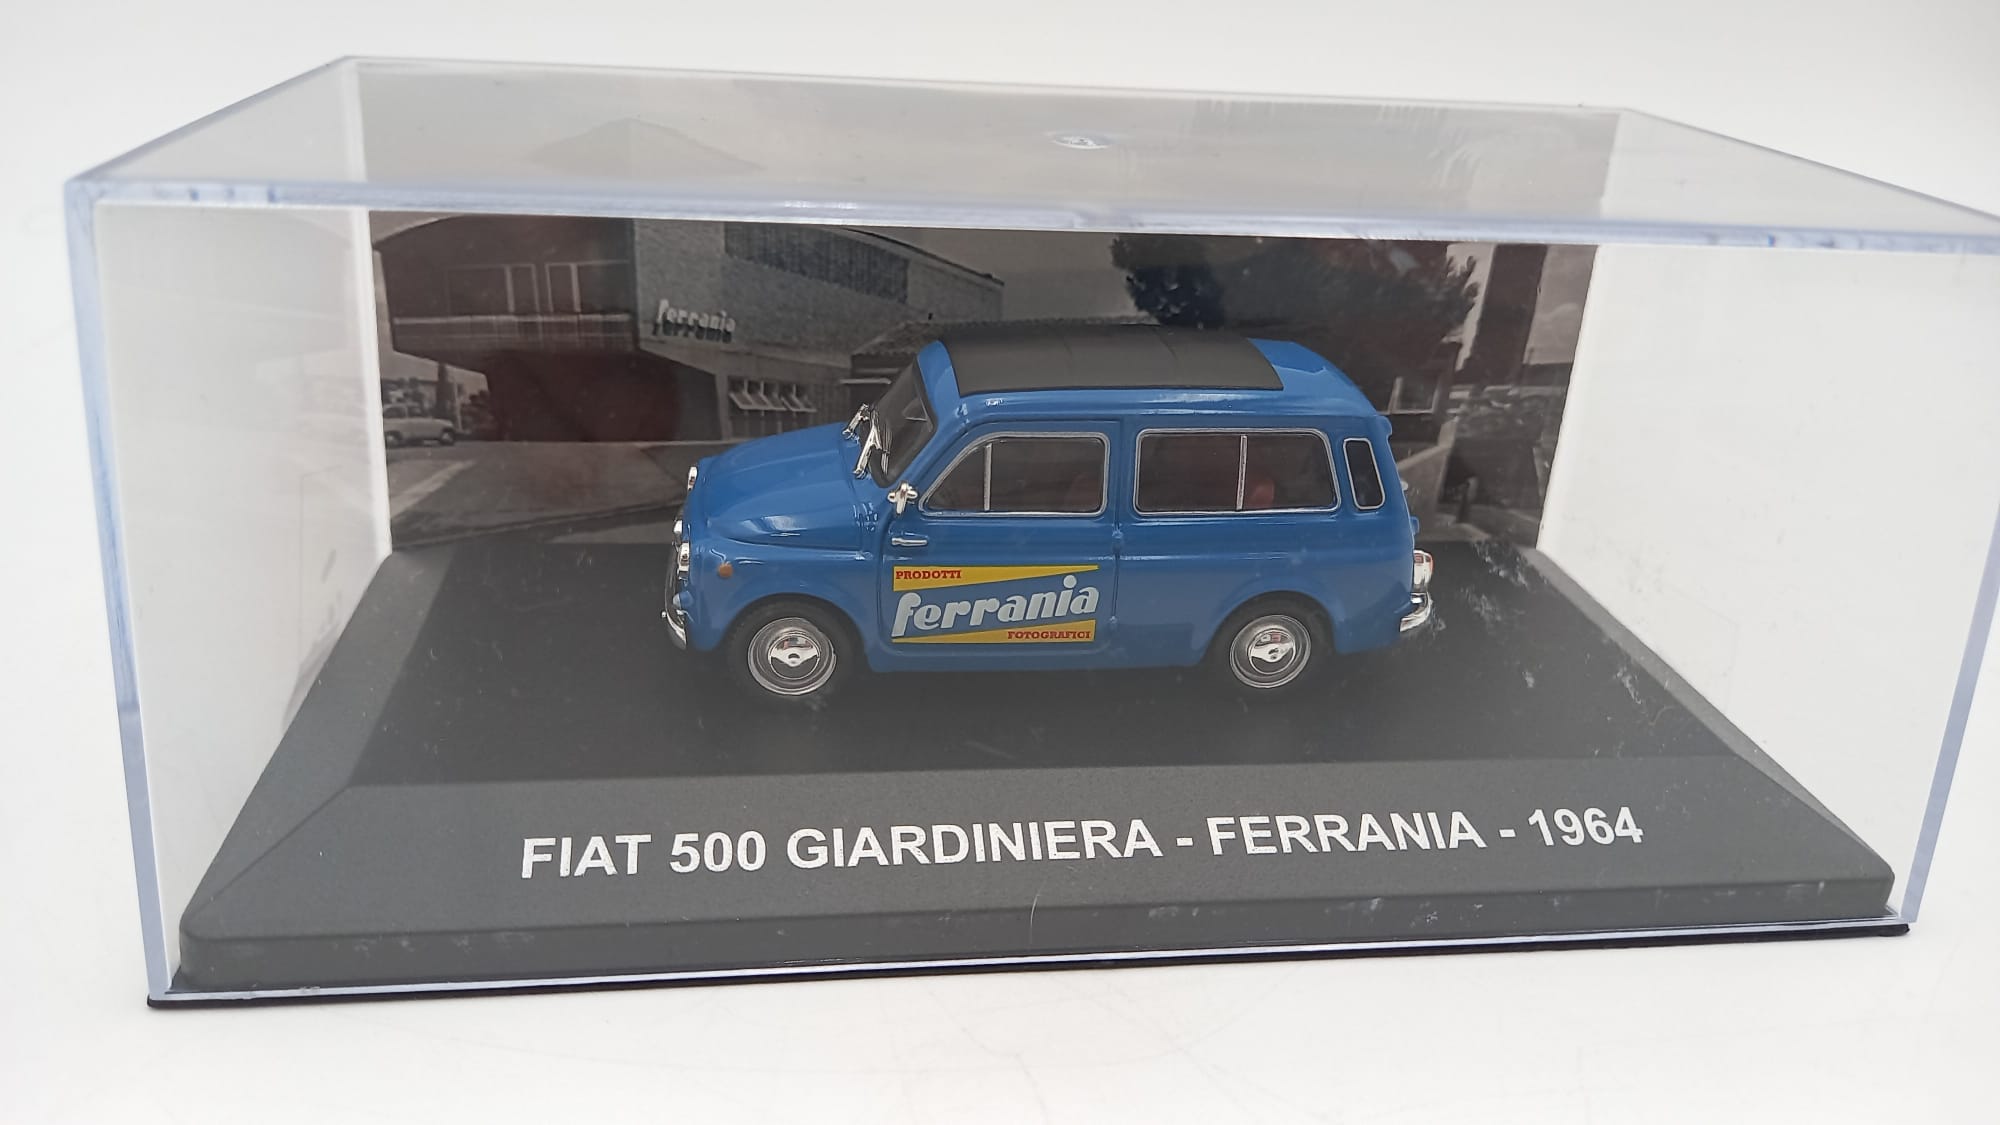 ferrania
PRODOTTI
ferrania
FOTOGRAFICI
FIAT 500 GIARDINIERA - FERRANIA - 1964